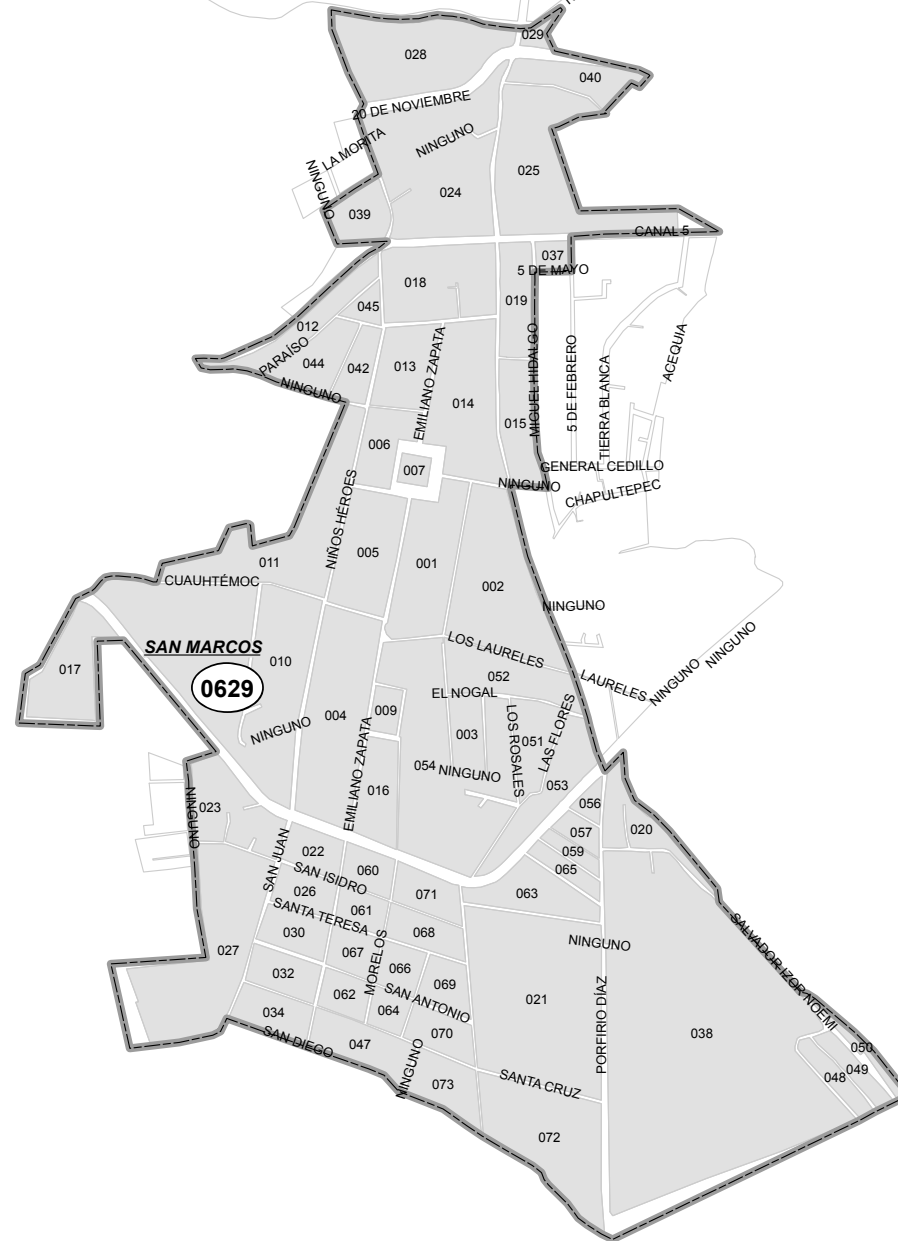 029
028
040
20 DE NOVIEMBRE
NINGUNO
LA MORITA
NINGUNO
025
024
039
CANAL 5
037
5 DE MAYO
018
019
045
012
PARAÍSO
044
042
013
EMILIANO ZAPATA
MIGUEL HIDALGO
5 DE FEBRERO
TIERRA BLANCA
ACEQUIA
NINGUNO
014
015
006
007
GENERAL CEDILLO
NINGUNO
CHAPULTEPEC
NIÑOS HÉROES
005
001
011
CUAUHTÉMOC
002
NINGUNO
SAN MARCOS
0629
017
010
LOS LAURELES
NINGUNO
NINGUNO
LAURELES
052
EL NOGAL
009
004
NINGUNO
003
LOS ROSALES
051
LAS FLORES
EMILIANO ZAPATA
054
NINGUNO
053
016
023
NINGUNO
056
057
020
059
065
022
SAN JUAN
SAN ISIDRO
060
071
063
026
061
SANTA TERESA
030
068
067
MORELOS
066
NINGUNO
SALVADOR IZOR NOEMI
027
032
062
069
SAN ANTONIO
064
021
PORFIRIO DÍAZ
038
034
SAN DIEGO
047
070
NINGUNO
050
049
048
073
SANTA CRUZ
072